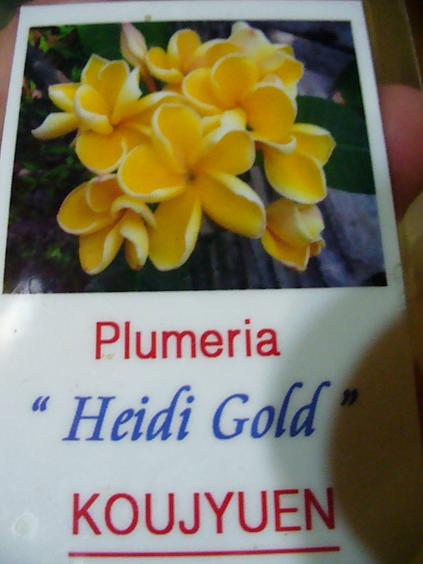 Plumeria
“ Heidi Gold ”
KOUJYUEN